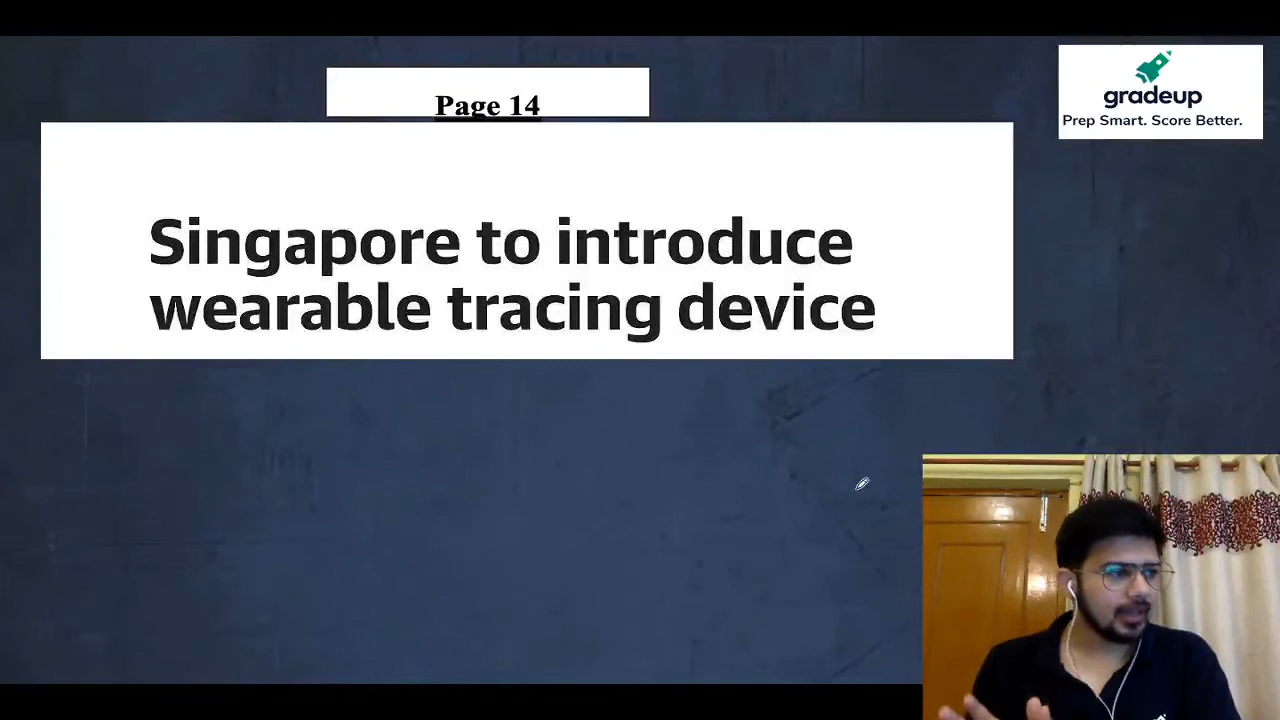 Page 14
gradeup
Prep Smart. Score Better.
Singapore to introduce
wearable tracing device